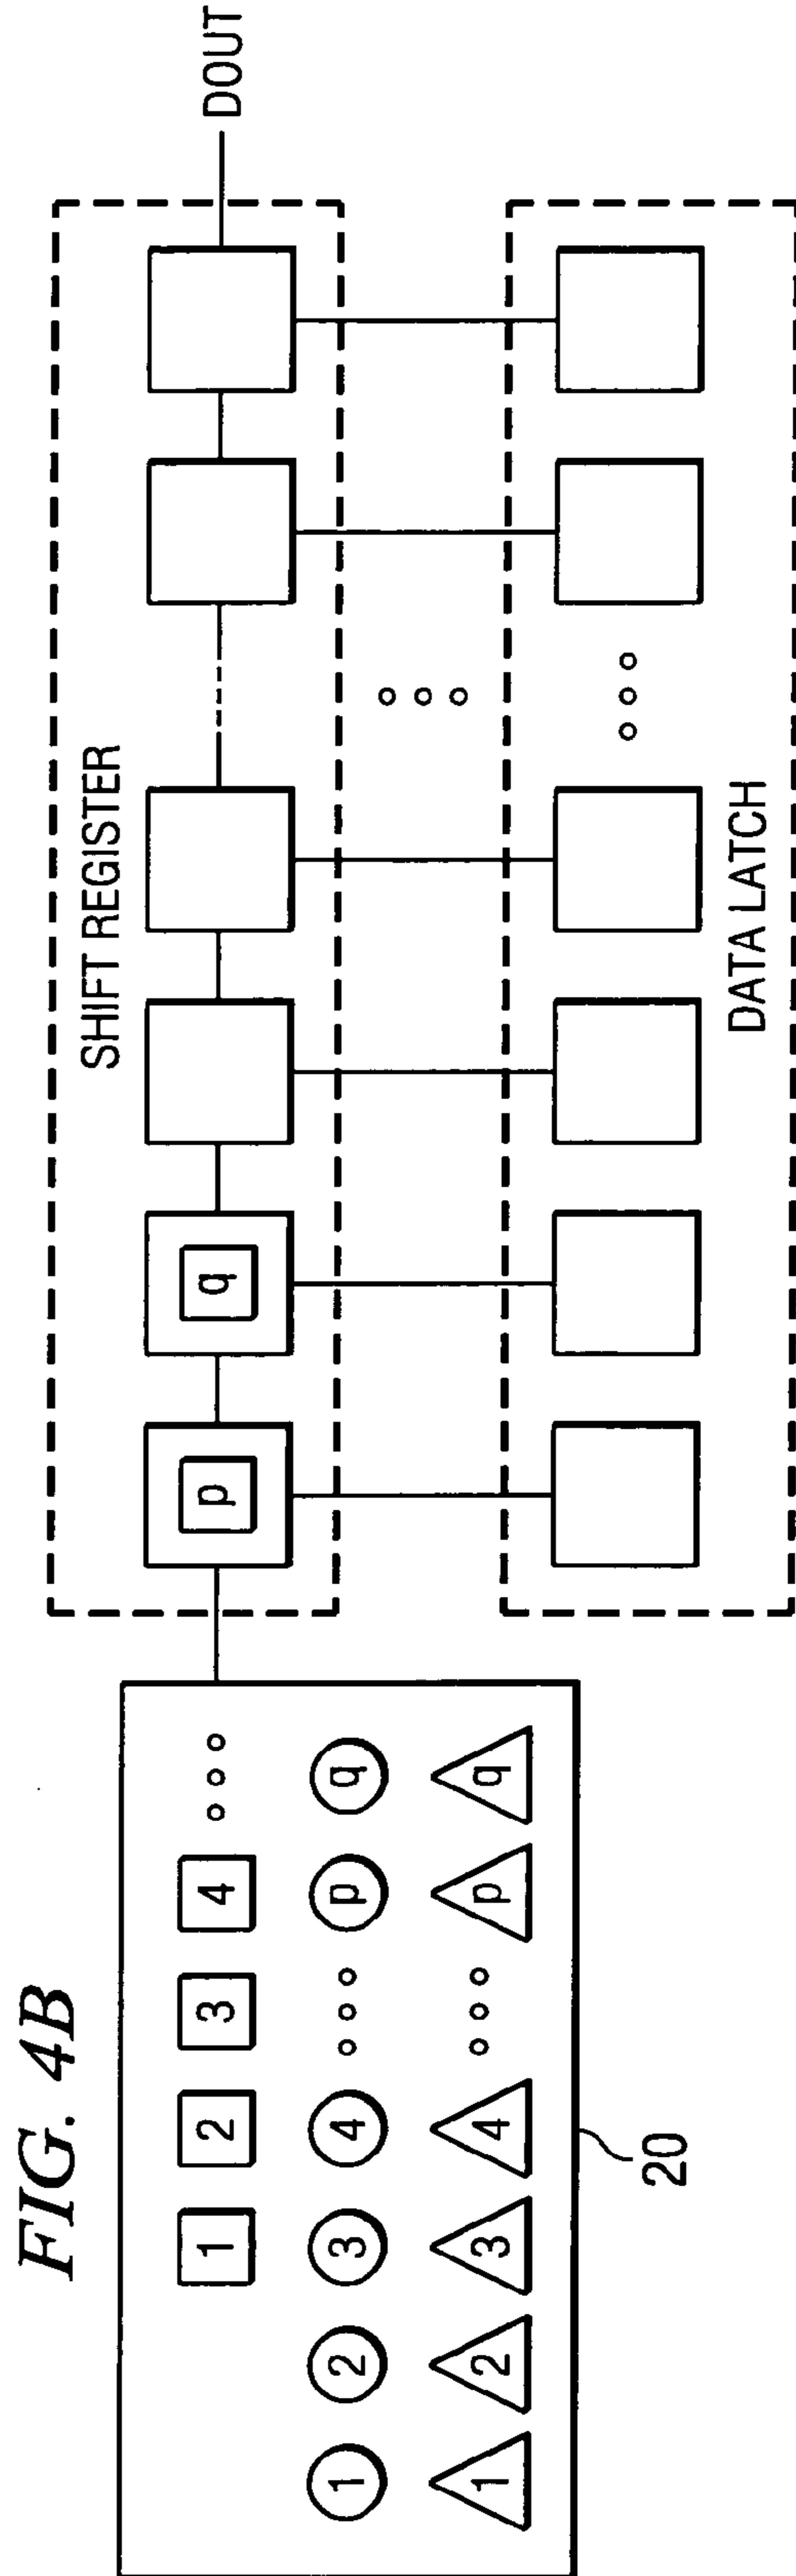 FIG. 4B
1 2 3 4
1 2 3 4 p q
1 2 3 4 p q
20
SHIFT REGISTER
p q
DOUT
DATA LATCH